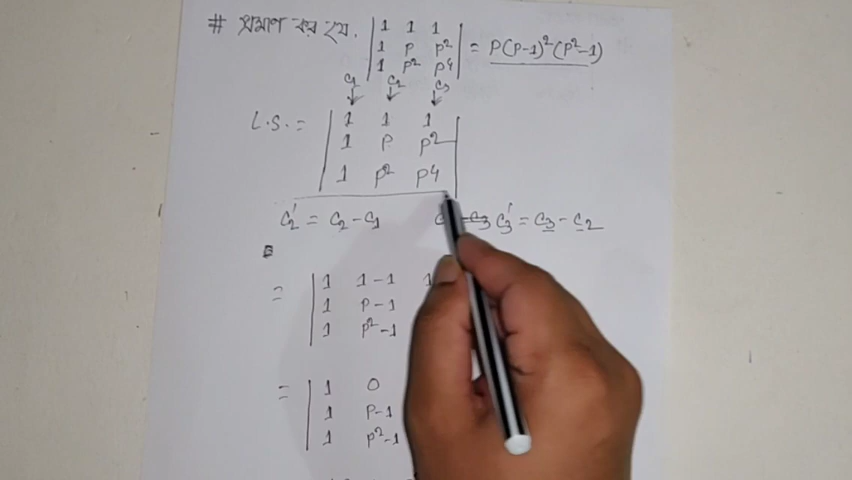 # প্রমাণ কর যে, | 1 1 1 | = P(P-1)²(P²-1)
| 1 P P² |
| 1 P² P⁴ |
C₁ C₂ C₃
L.S. = | 1 1 1 |
| 1 P P² |
| 1 P² P⁴ |
C₂' = C₂ - C₁ C₃' = C₃ - C₂
= | 1 1-1 1
| 1 P-1
| 1 P²-1
= | 1 0
| 1 P-1
| 1 P²-1